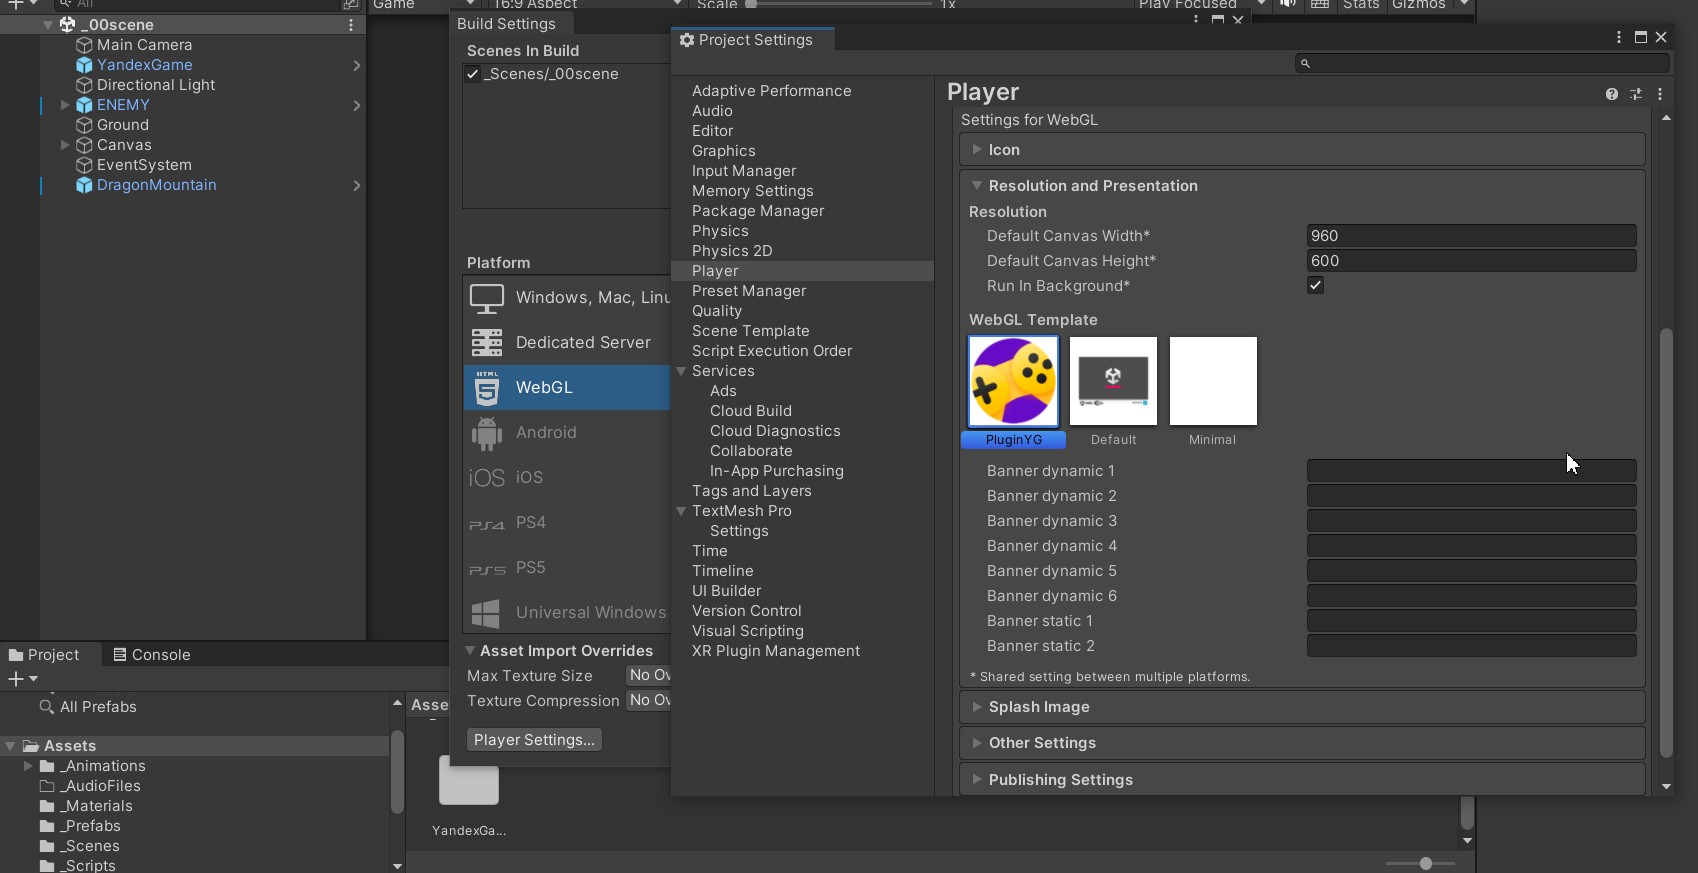 All
Game
16:9 Aspect
Scale
1x
Play Focused
Stats
Gizmos
_00scene
Main Camera
YandexGame
Directional Light
ENEMY
Ground
Canvas
EventSystem
DragonMountain
Build Settings
Scenes In Build
_Scenes/_00scene
Platform
Windows, Mac, Linu
Dedicated Server
HTML
WebGL
Android
iOS iOS
PS4 PS4
PS5 PS5
Universal Windows
Asset Import Overrides
Max Texture Size No Ov
Texture Compression No Ov
Player Settings...
Project Settings
Adaptive Performance
Audio
Editor
Graphics
Input Manager
Memory Settings
Package Manager
Physics
Physics 2D
Player
Preset Manager
Quality
Scene Template
Script Execution Order
Services
Ads
Cloud Build
Cloud Diagnostics
Collaborate
In-App Purchasing
Tags and Layers
TextMesh Pro
Settings
Time
Timeline
UI Builder
Version Control
Visual Scripting
XR Plugin Management
Player
Settings for WebGL
Icon
Resolution and Presentation
Resolution
Default Canvas Width* 960
Default Canvas Height* 600
Run In Background*
WebGL Template
PluginYG
Default
Minimal
Banner dynamic 1
Banner dynamic 2
Banner dynamic 3
Banner dynamic 4
Banner dynamic 5
Banner dynamic 6
Banner static 1
Banner static 2
* Shared setting between multiple platforms.
Splash Image
Other Settings
Publishing Settings
Project
Console
All Prefabs
Assets
_Animations
_AudioFiles
_Materials
_Prefabs
_Scenes
_Scripts
Asse
YandexGa...